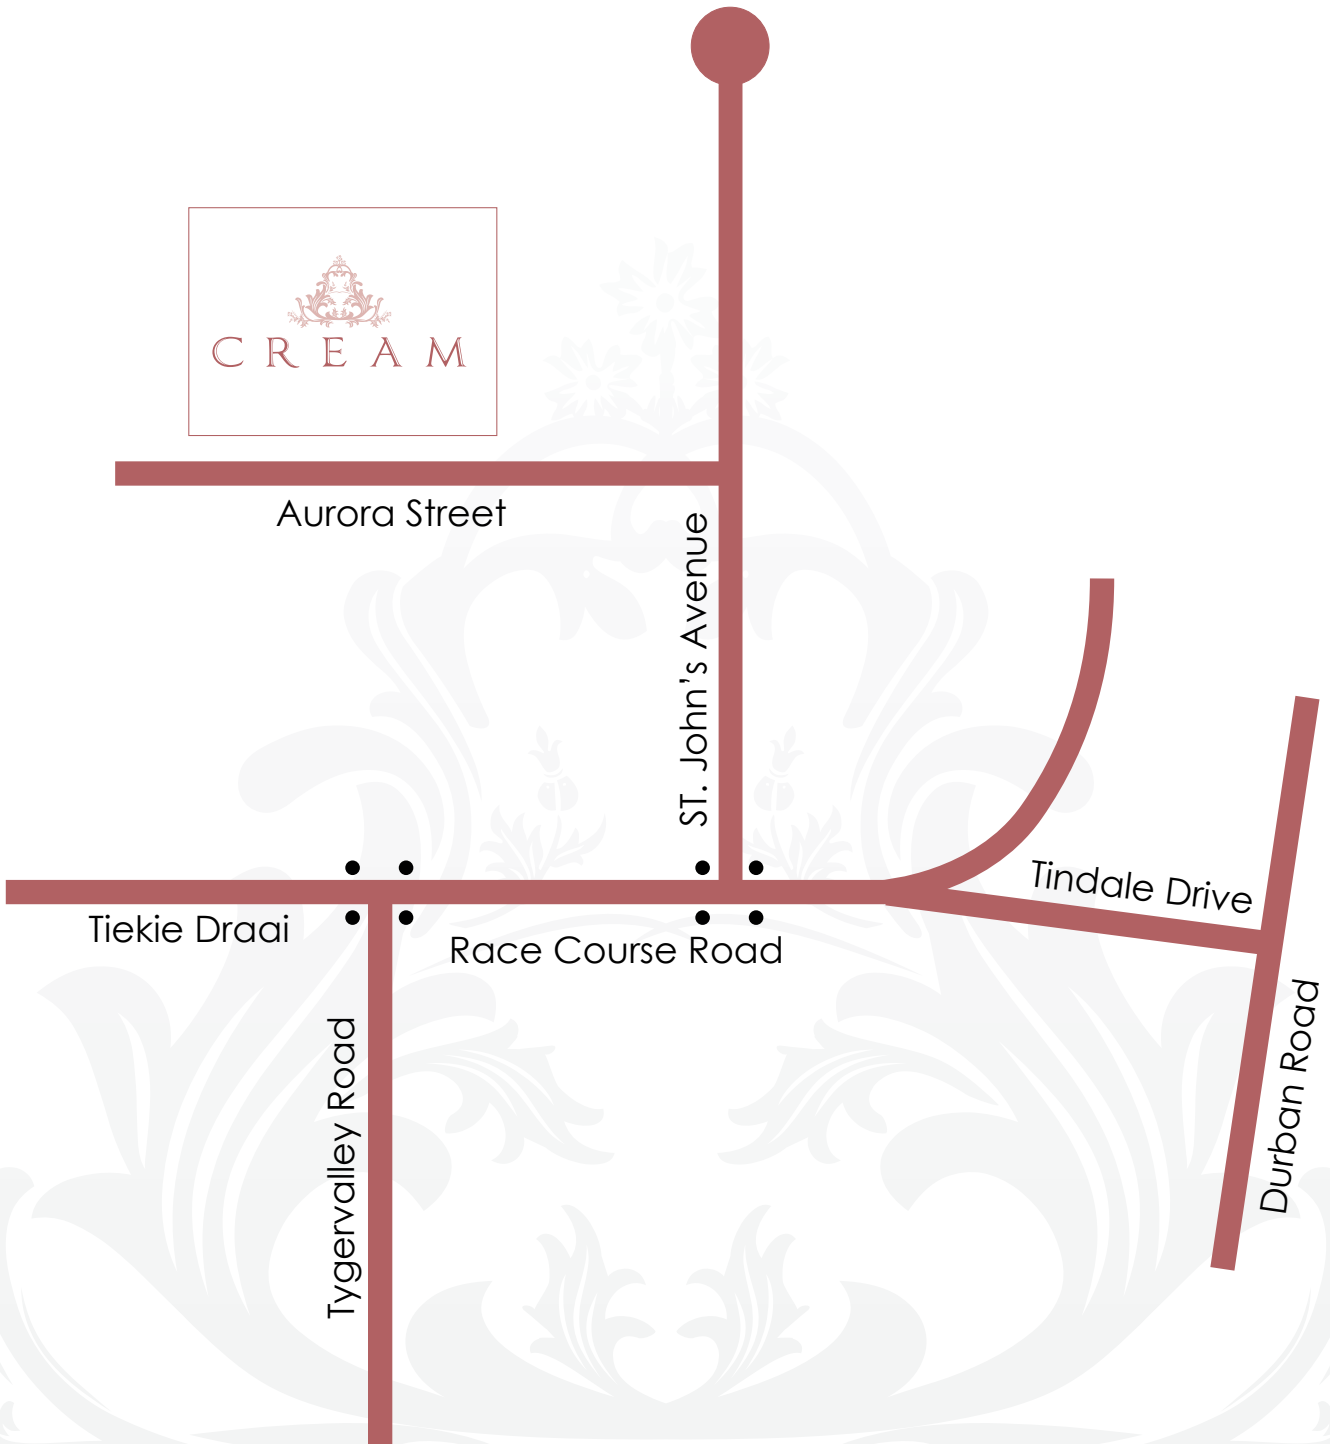 CREAM
Aurora Street
ST. John's Avenue
Tindale Drive
Tiekie Draai
Race Course Road
Tygervalley Road
Durban Road